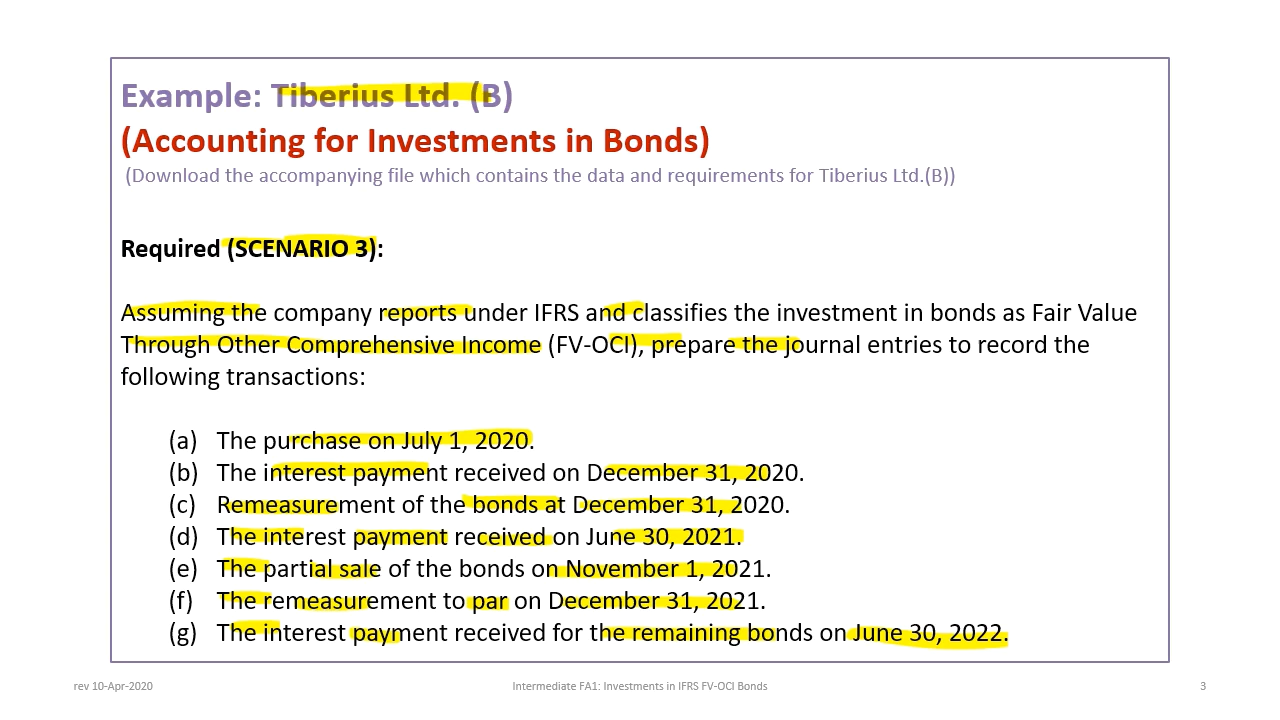 Example: Tiberius Ltd. (B)
(Accounting for Investments in Bonds)
(Download the accompanying file which contains the data and requirements for Tiberius Ltd.(B))
Required (SCENARIO 3):
Assuming the company reports under IFRS and classifies the investment in bonds as Fair Value
Through Other Comprehensive Income (FV-OCI), prepare the journal entries to record the
following transactions:
(a) The purchase on July 1, 2020.
(b) The interest payment received on December 31, 2020.
(c) Remeasurement of the bonds at December 31, 2020.
(d) The interest payment received on June 30, 2021.
(e) The partial sale of the bonds on November 1, 2021.
(f) The remeasurement to par on December 31, 2021.
(g) The interest payment received for the remaining bonds on June 30, 2022.
rev 10-Apr-2020 Intermediate FA1: Investments in IFRS FV-OCI Bonds 3